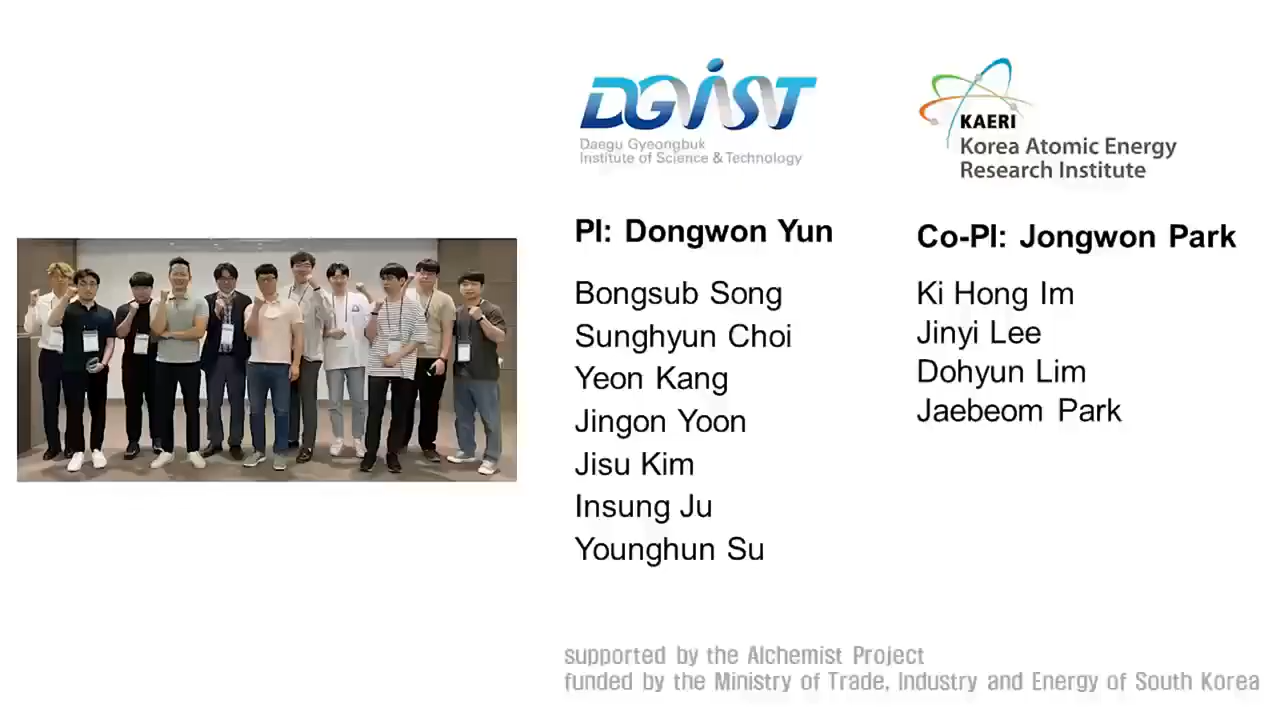 DGIST
Daegu Gyeongbuk
Institute of Science & Technology
PI: Dongwon Yun
Bongsub Song
Sunghyun Choi
Yeon Kang
Jingon Yoon
Jisu Kim
Insung Ju
Younghun Su
KAERI
Korea Atomic Energy
Research Institute
Co-PI: Jongwon Park
Ki Hong Im
Jinyi Lee
Dohyun Lim
Jaebeom Park
supported by the Alchemist Project
funded by the Ministry of Trade, Industry and Energy of South Korea